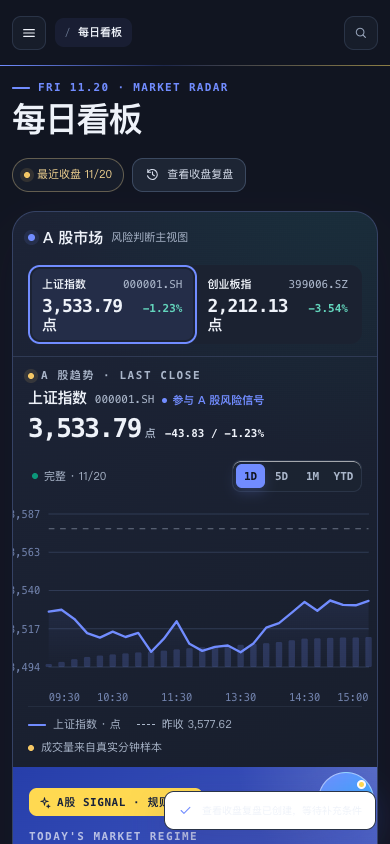 / 每日看板
FRI 11.20 · MARKET RADAR
每日看板
最近收盘 11/20
查看收盘复盘
A 股市场 风险判断主视图
上证指数 000001.SH
3,533.79 点 -1.23%
创业板指 399006.SZ
2,212.13 点 -3.54%
A 股趋势 · LAST CLOSE
上证指数 000001.SH 参与 A 股风险信号
3,533.79 点 -43.83 / -1.23%
完整 · 11/20
1D 5D 1M YTD
3,587
3,563
3,540
3,517
3,494
09:30 10:30 11:30 13:30 14:30 15:00
上证指数 · 点 昨收 3,577.62
成交量来自真实分钟样本
A股 SIGNAL · 规则
TODAY'S MARKET REGIME